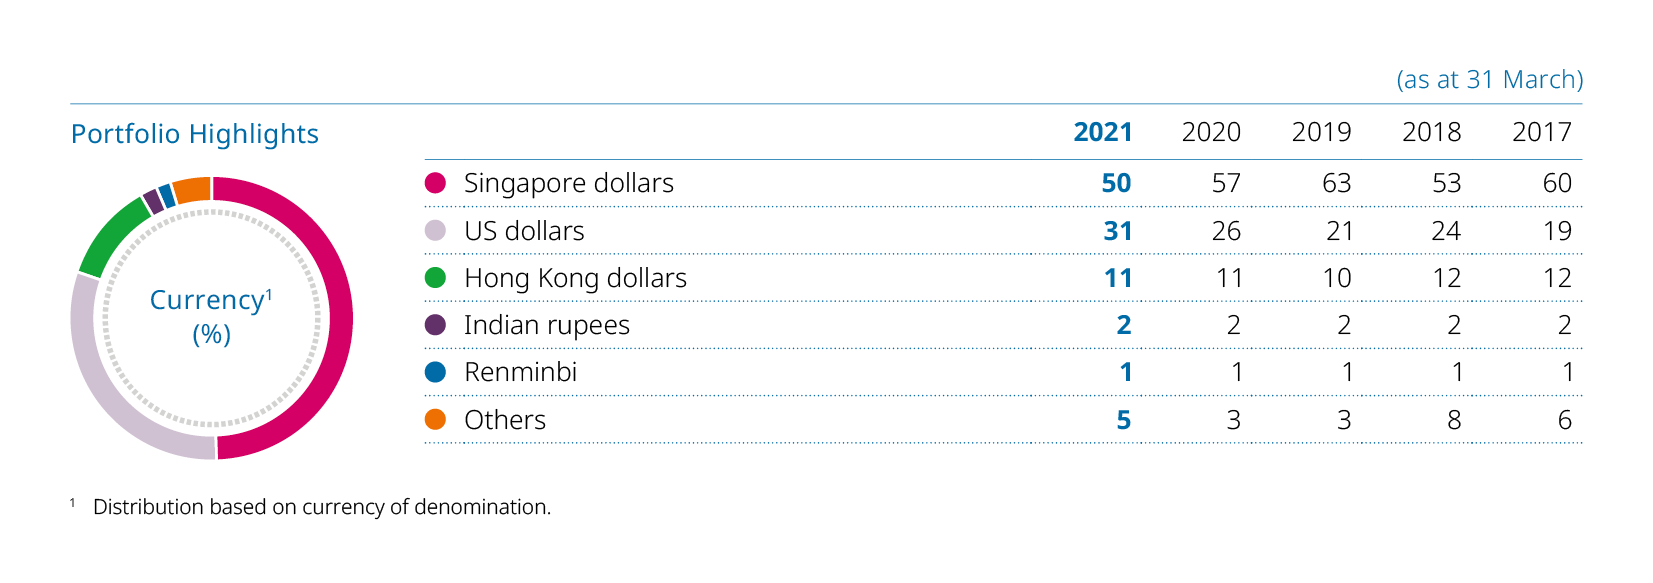 (as at 31 March)
Portfolio Highlights 2021 2020 2019 2018 2017
Singapore dollars 50 57 63 53 60
US dollars 31 26 21 24 19
Hong Kong dollars 11 11 10 12 12
Indian rupees 2 2 2 2 2
Renminbi 1 1 1 1 1
Others 5 3 3 8 6
Currency¹
(%)
¹ Distribution based on currency of denomination.